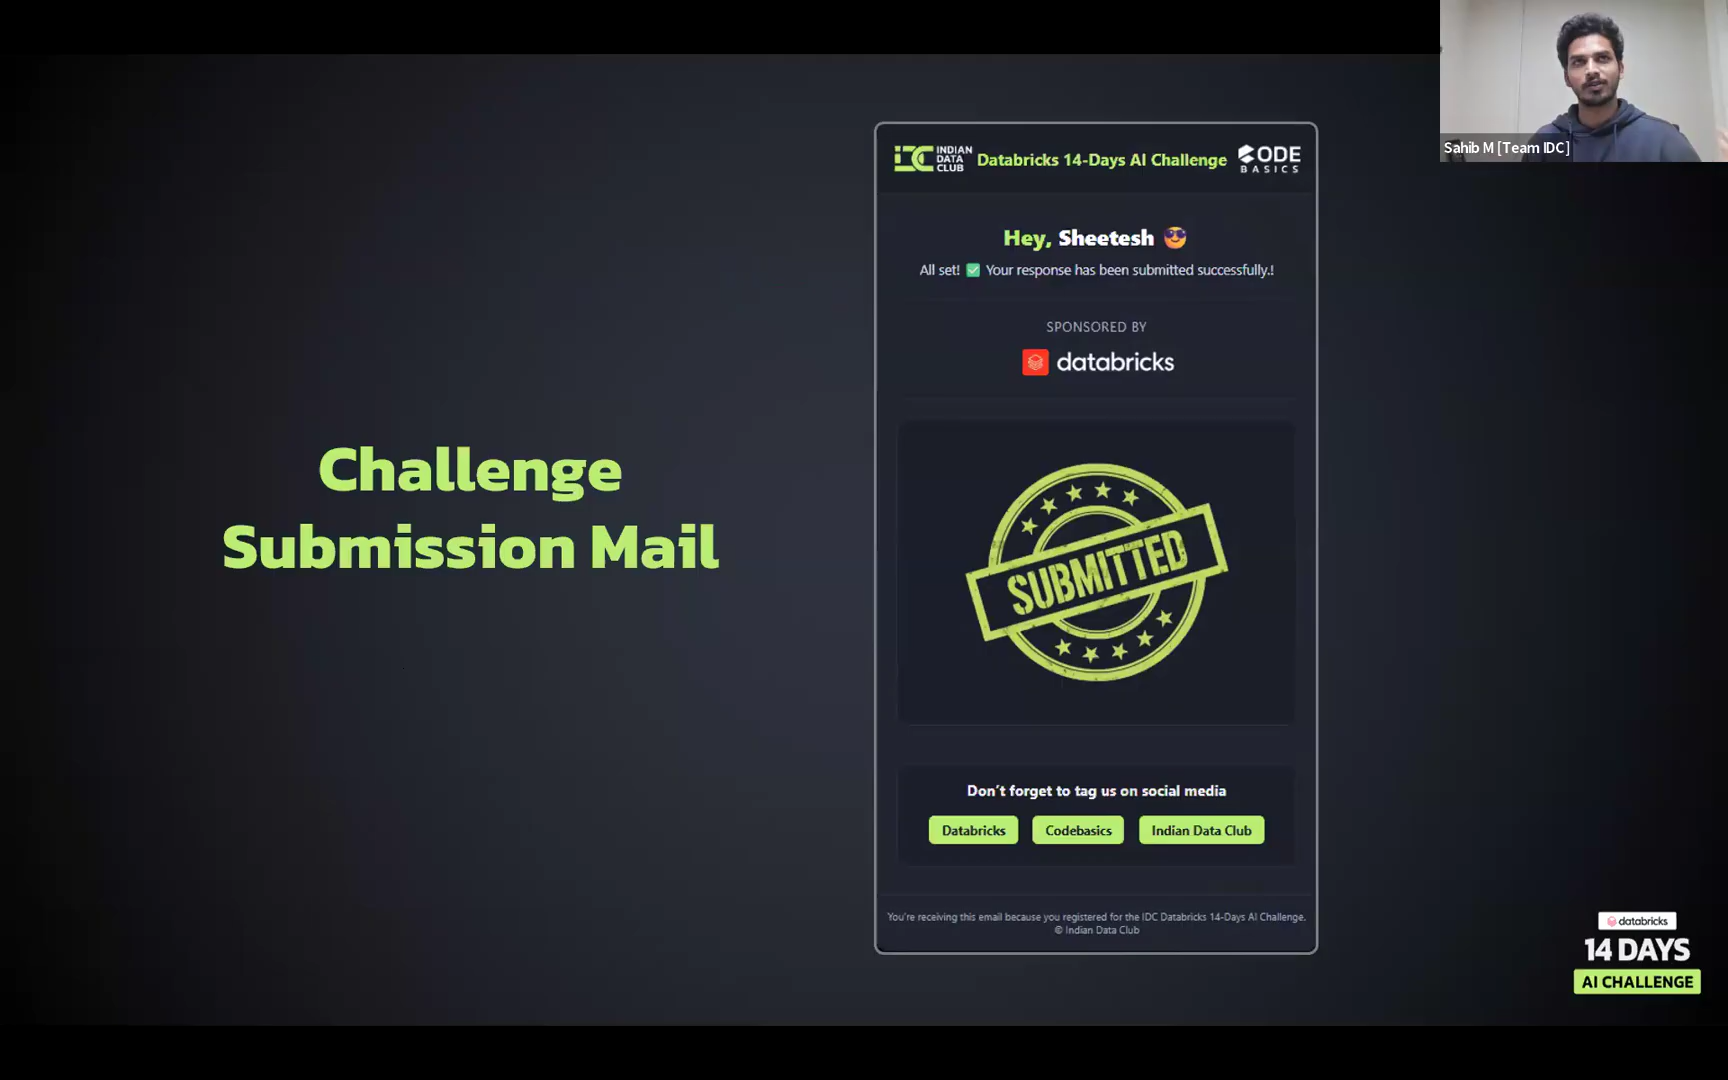 Sahib M [Team IDC]
Challenge
Submission Mail
INDIAN
DATA
CLUB
Databricks 14-Days AI Challenge
CODE
BASICS
Hey, Sheetesh 😎
All set! ✅ Your response has been submitted successfully.!
SPONSORED BY
databricks
SUBMITTED
Don't forget to tag us on social media
Databricks
Codebasics
Indian Data Club
You're receiving this email because you registered for the IDC Databricks 14-Days AI Challenge.
© Indian Data Club
databricks
14 DAYS
AI CHALLENGE